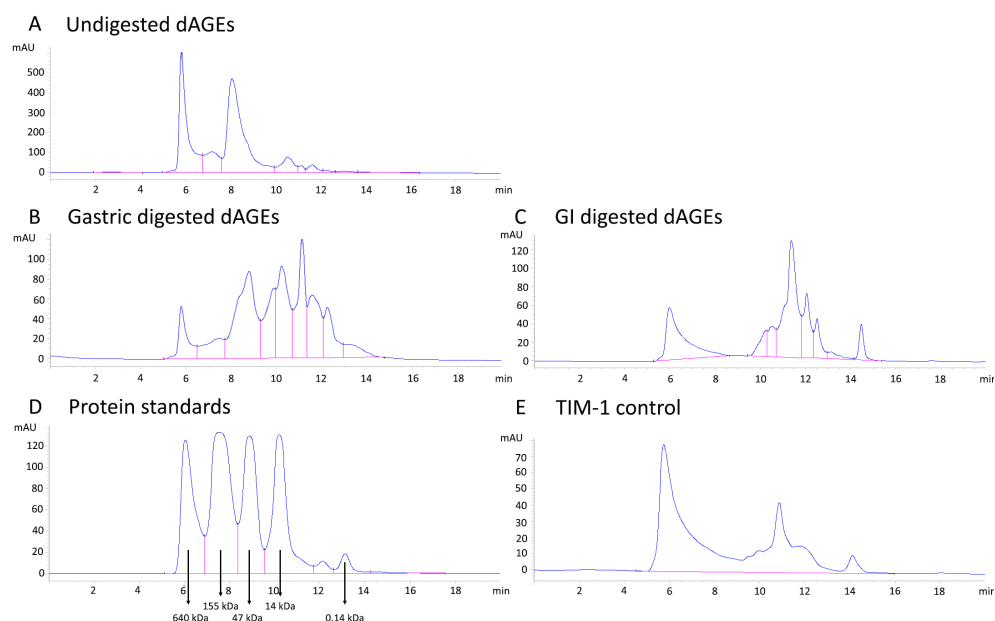 A Undigested dAGEs
mAU
500
400
300
200
100
0
2 4 6 8 10 12 14 16 18 min
B Gastric digested dAGEs
mAU
100
80
60
40
20
0
2 4 6 8 10 12 14 16 18 min
C GI digested dAGEs
mAU
120
100
80
60
40
20
0
2 4 6 8 10 12 14 16 18 min
D Protein standards
mAU
120
100
80
60
40
20
0
2 4 6 8 10 12 14 16 18 min
640 kDa 155 kDa 47 kDa 14 kDa 0.14 kDa
E TIM-1 control
mAU
70
60
50
40
30
20
10
0
2 4 6 8 10 12 14 16 18 min